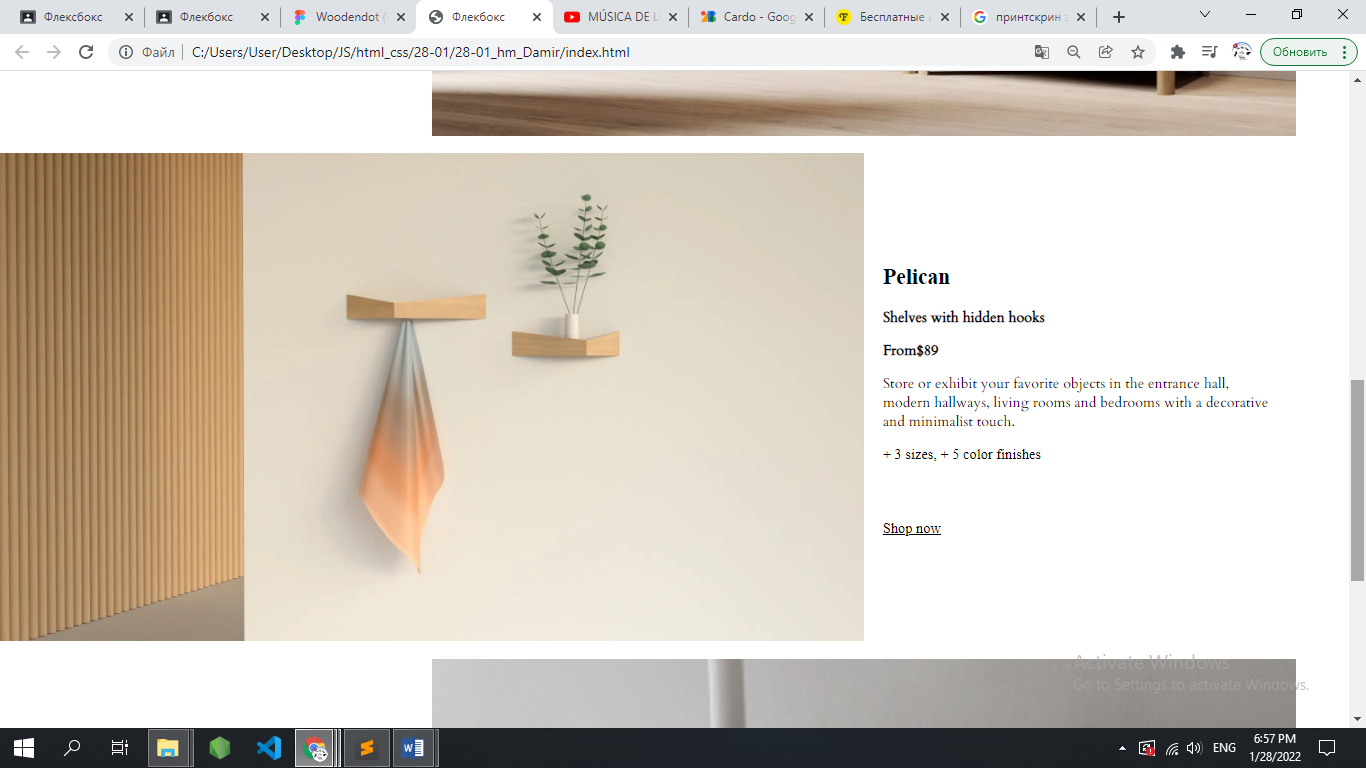 Флексбокс
Флекбокс
Woodendot (
Флекбокс
MÚSICA DE L
Cardo - Goog
Бесплатные
принтскрин з
Файл
C:/Users/User/Desktop/JS/html_css/28-01/28-01_hm_Damir/index.html
Обновить
Pelican
Shelves with hidden hooks
From$89
Store or exhibit your favorite objects in the entrance hall,
modern hallways, living rooms and bedrooms with a decorative
and minimalist touch.
+ 3 sizes, + 5 color finishes
Shop now
Activate Windows
Go to Settings to activate Windows.
ENG
6:57 PM
1/28/2022